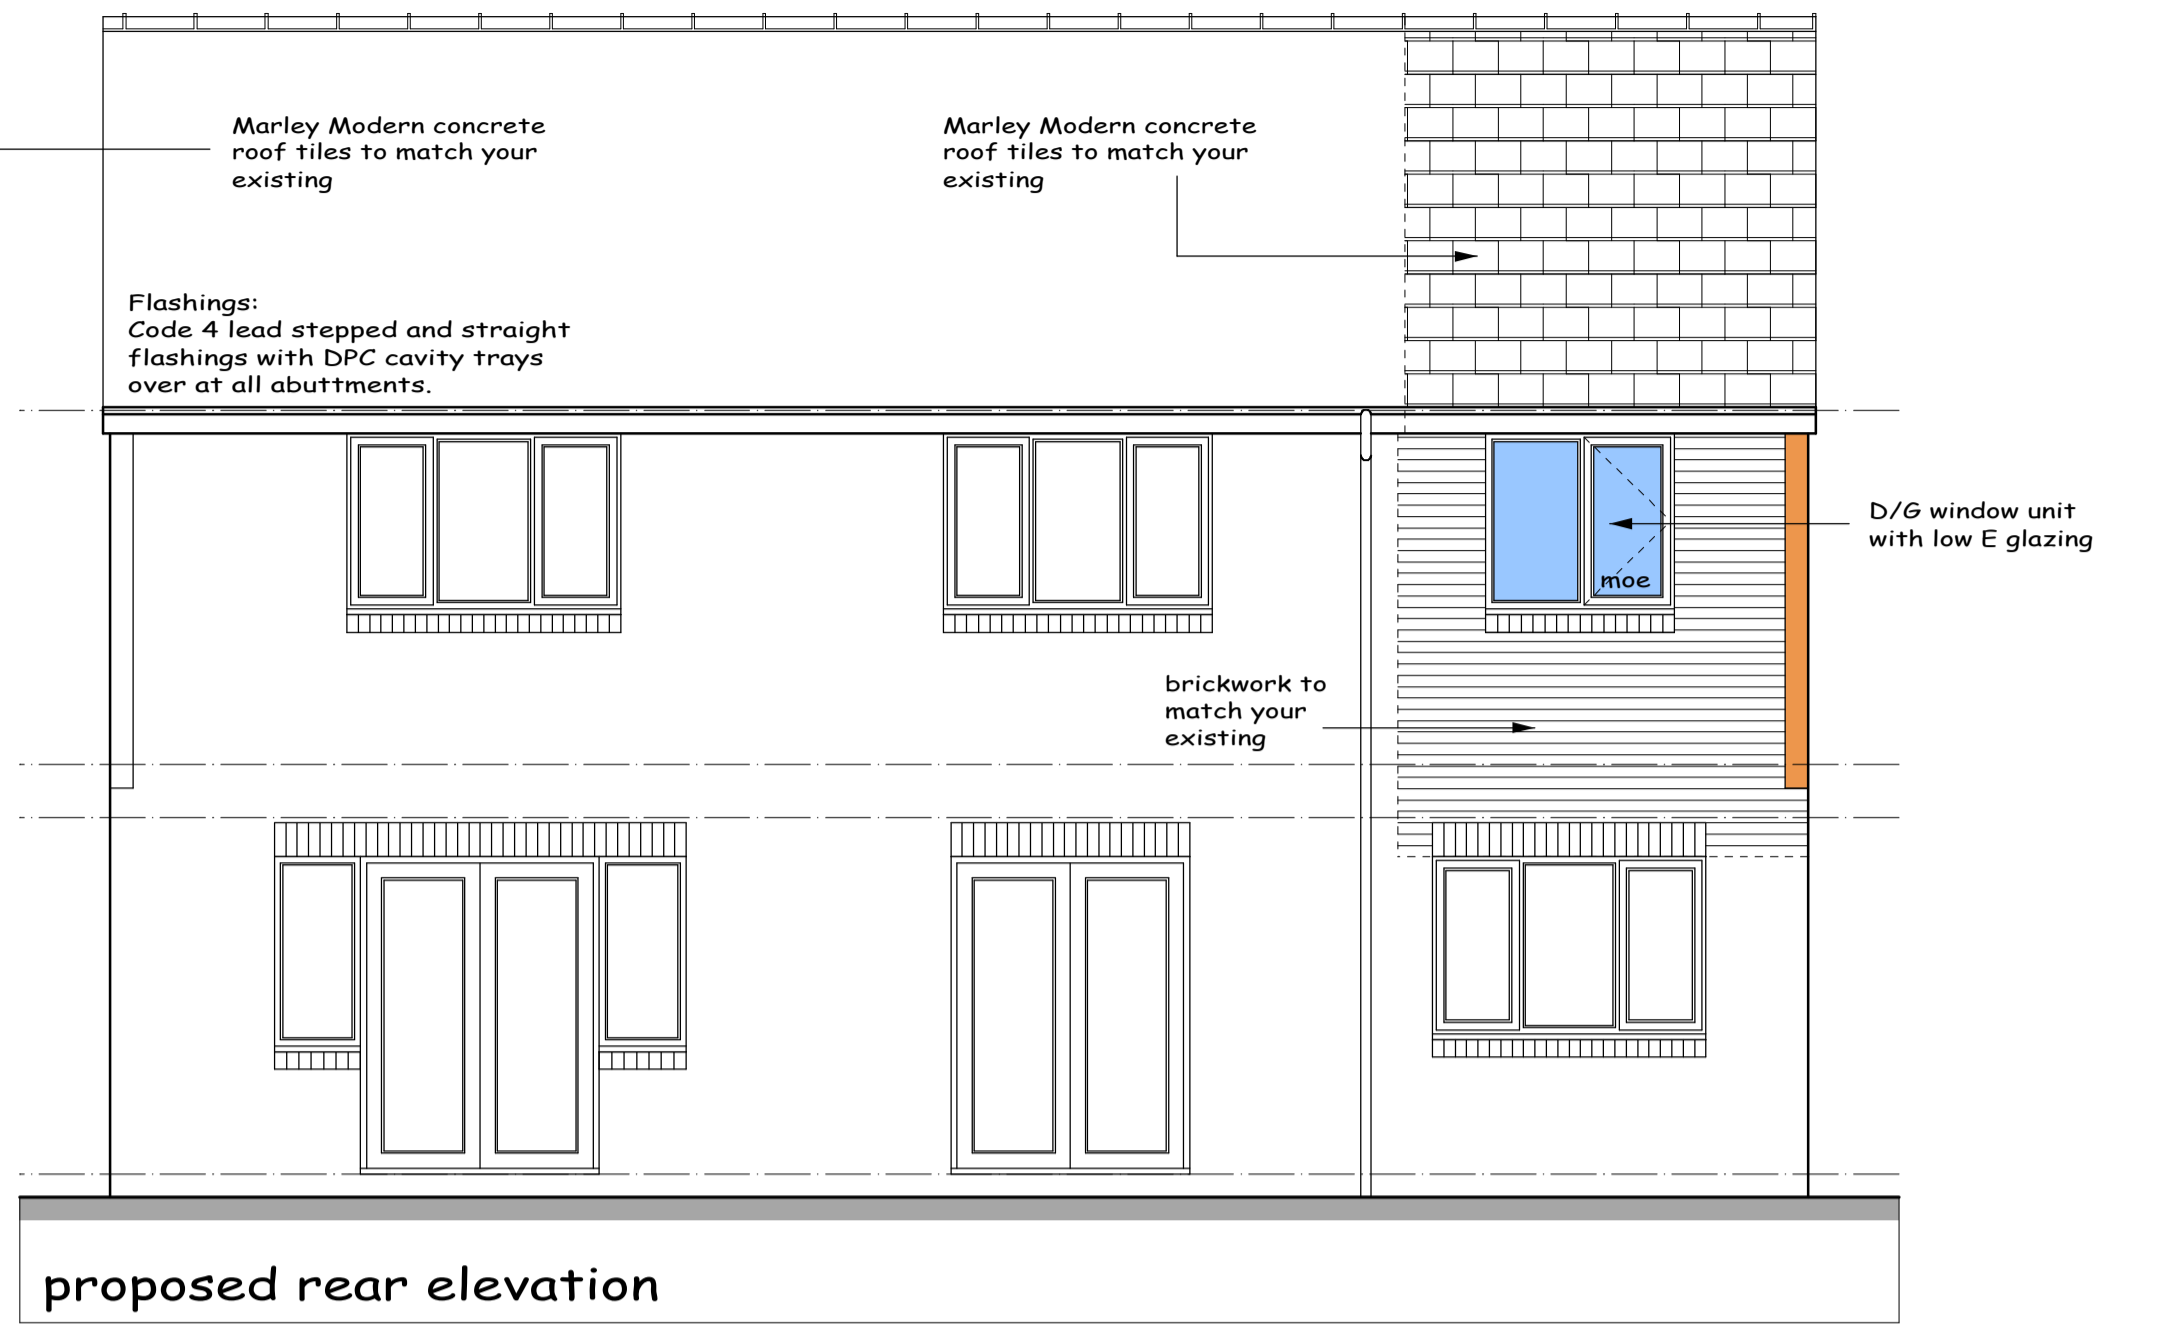 Marley Modern concrete
roof tiles to match your
existing
Marley Modern concrete
roof tiles to match your
existing
Flashings:
Code 4 lead stepped and straight
flashings with DPC cavity trays
over at all abuttments.
D/G window unit
with low E glazing
moe
brickwork to
match your
existing
proposed rear elevation